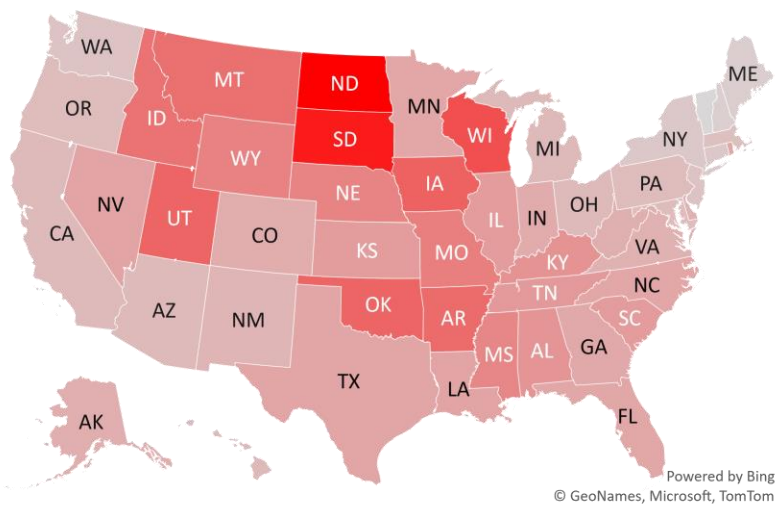 WA
ME
MT
ND
MN
OR
ID
SD
WI
NY
MI
WY
IA
PA
NE
OH
NV
UT
IL
IN
CA
CO
KS
MO
VA
KY
NC
TN
AZ
NM
OK
AR
SC
MS
AL
GA
TX
LA
AK
FL
Powered by Bing
© GeoNames, Microsoft, TomTom